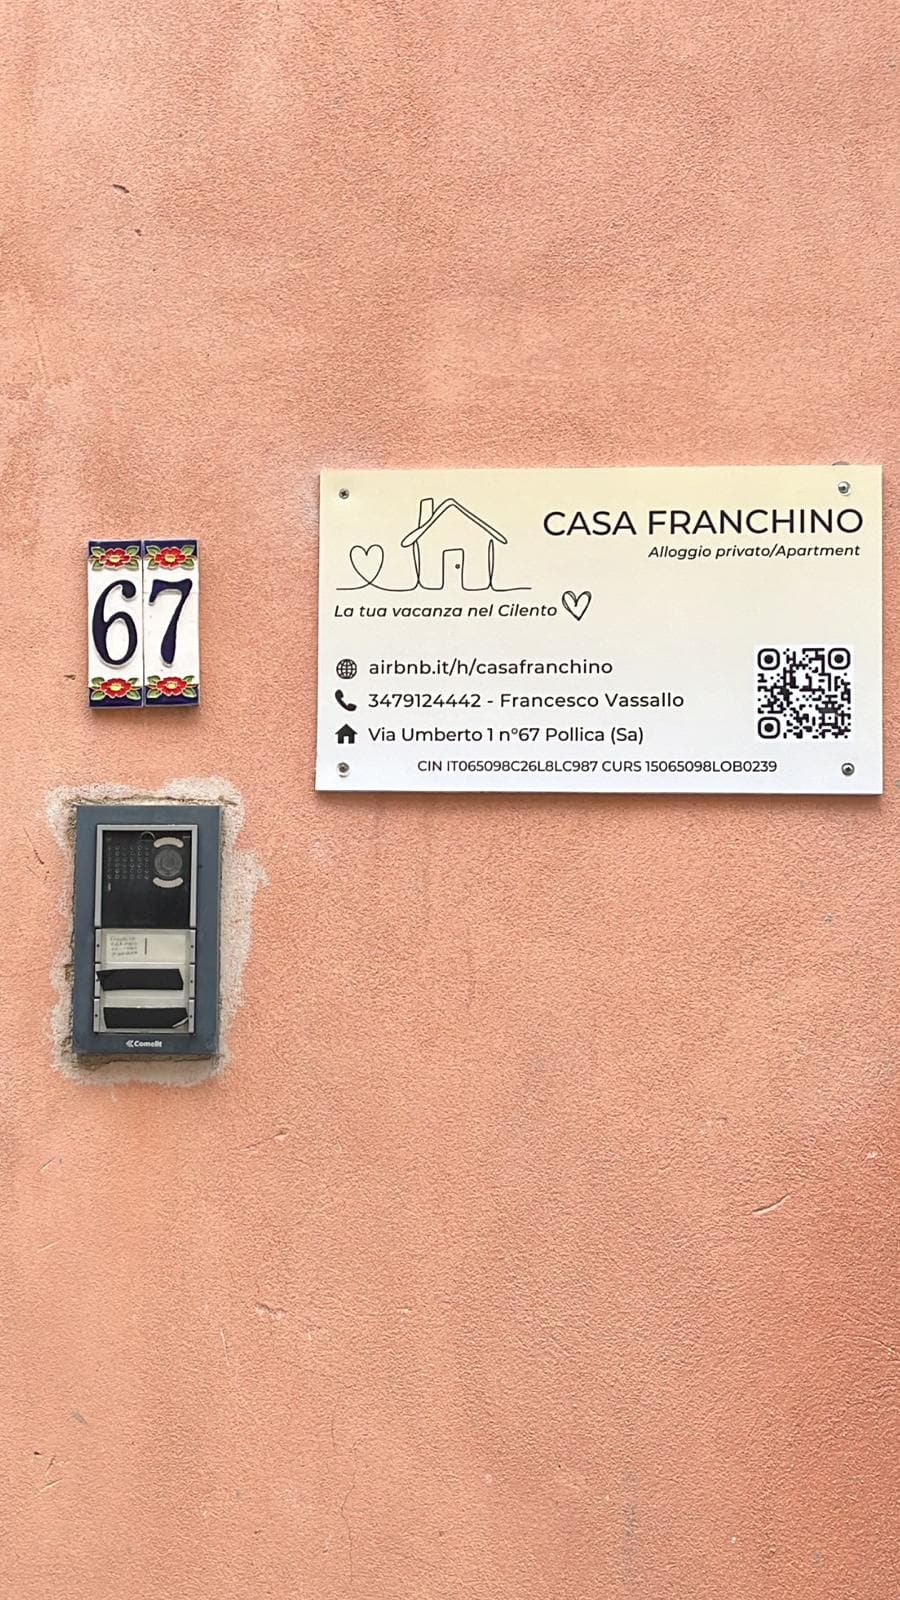 67
CASA FRANCHINO
Alloggio privato/Apartment
La tua vacanza nel Cilento
airbnb.it/h/casafranchino
3479124442 - Francesco Vassallo
Via Umberto 1 n°67 Pollica (Sa)
CIN IT065098C26L8LC987 CURS 15065098LOB0239
Comelit